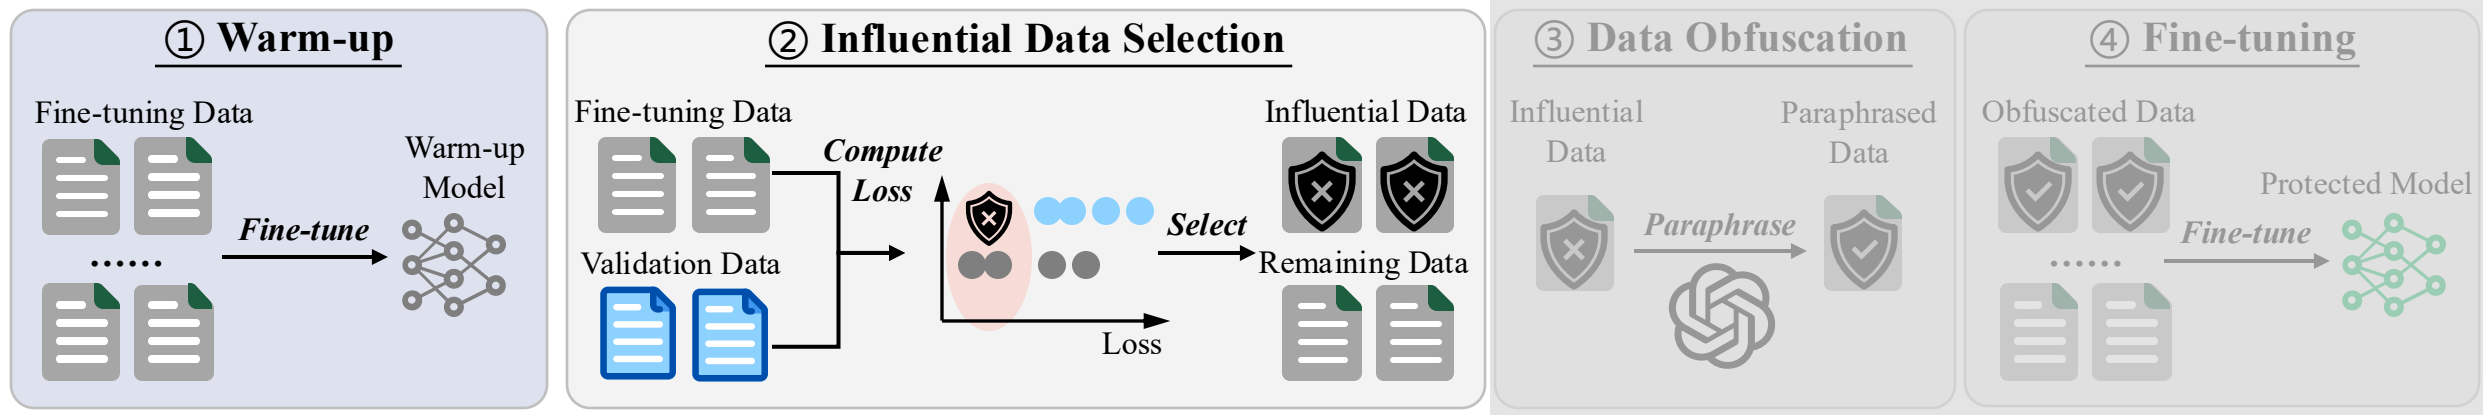 ① Warm-up
Fine-tuning Data
Warm-up
Model
Fine-tune
......
② Influential Data Selection
Fine-tuning Data
Validation Data
Compute
Loss
Loss
Select
Influential Data
Remaining Data
③ Data Obfuscation
Influential
Data
Paraphrase
Paraphrased
Data
④ Fine-tuning
Obfuscated Data
......
Fine-tune
Protected Model